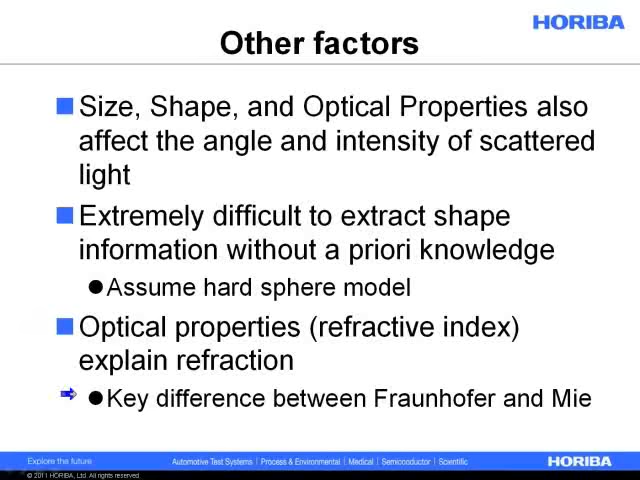 HORIBA
Other factors
Size, Shape, and Optical Properties also
affect the angle and intensity of scattered
light
Extremely difficult to extract shape
information without a priori knowledge
Assume hard sphere model
Optical properties (refractive index)
explain refraction
Key difference between Fraunhofer and Mie
Explore the future
Automotive Test Systems | Process & Environmental | Medical | Semiconductor | Scientific
HORIBA
© 2011 HORIBA, Ltd. All rights reserved.